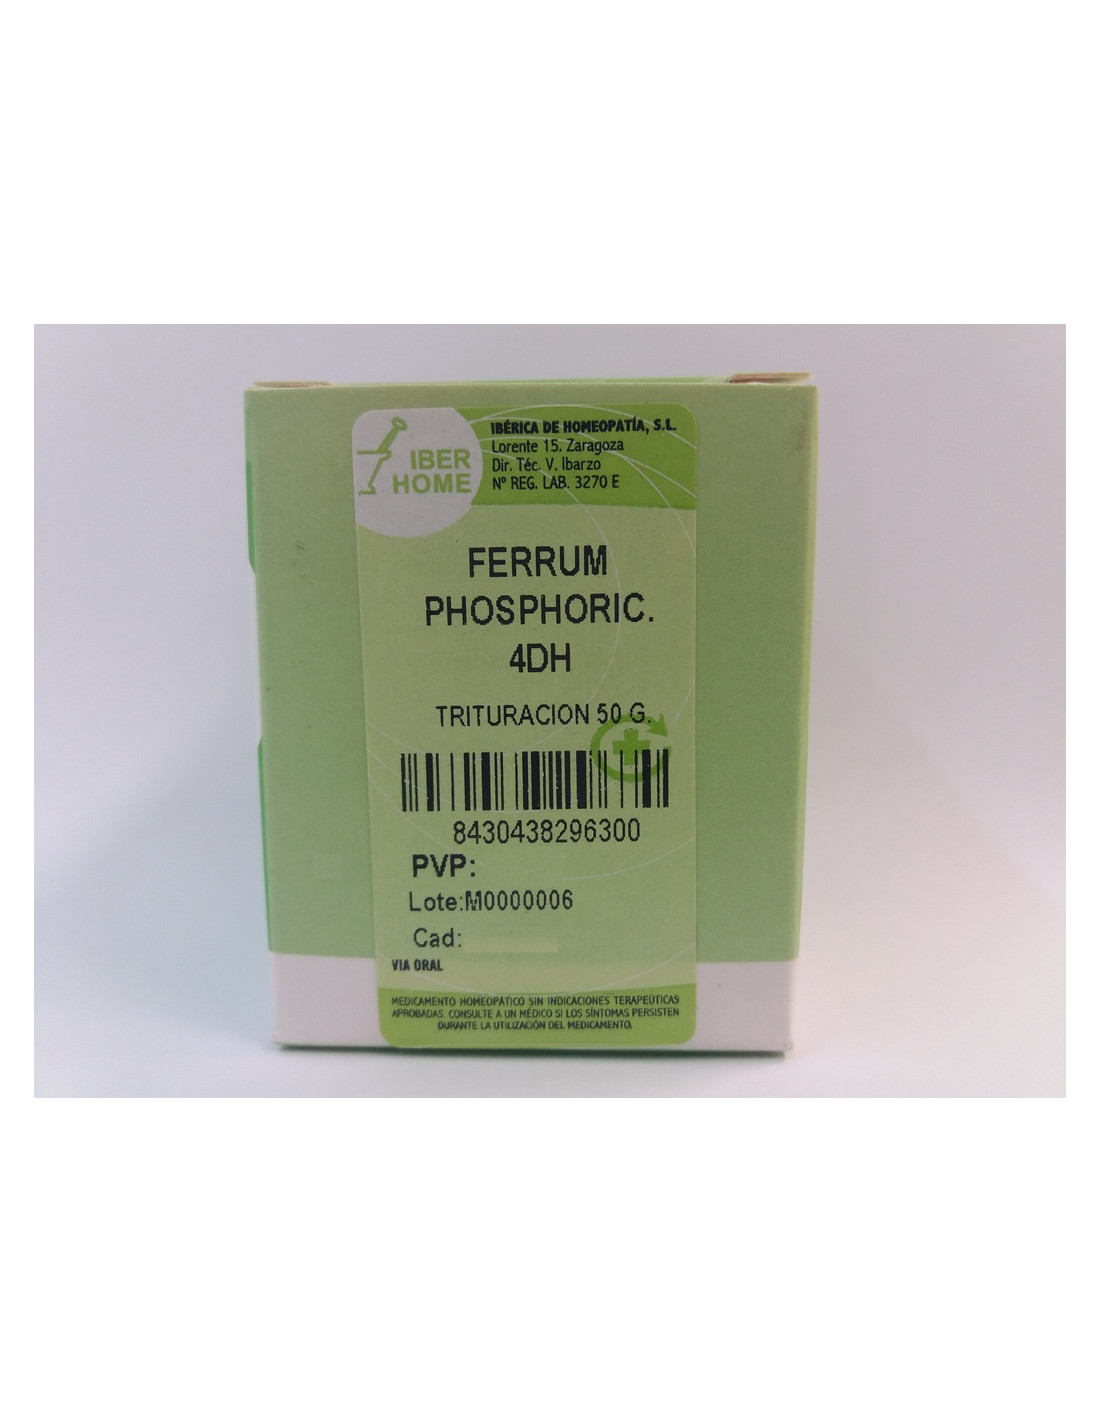 IBER
HOME
IBÉRICA DE HOMEOPATÍA, S.L.
Lorente 15. Zaragoza
Dir. Téc. V. Ibarzo
Nº REG. LAB. 3270 E
FERRUM
PHOSPHORIC.
4DH
TRITURACION 50 G.
8430438296300
PVP:
Lote:M0000006
Cad:
VIA ORAL
MEDICAMENTO HOMEOPÁTICO SIN INDICACIONES TERAPEÚTICAS
APROBADAS. CONSULTE A UN MÉDICO SI LOS SÍNTOMAS PERSISTEN
DURANTE LA UTILIZACIÓN DEL MEDICAMENTO.